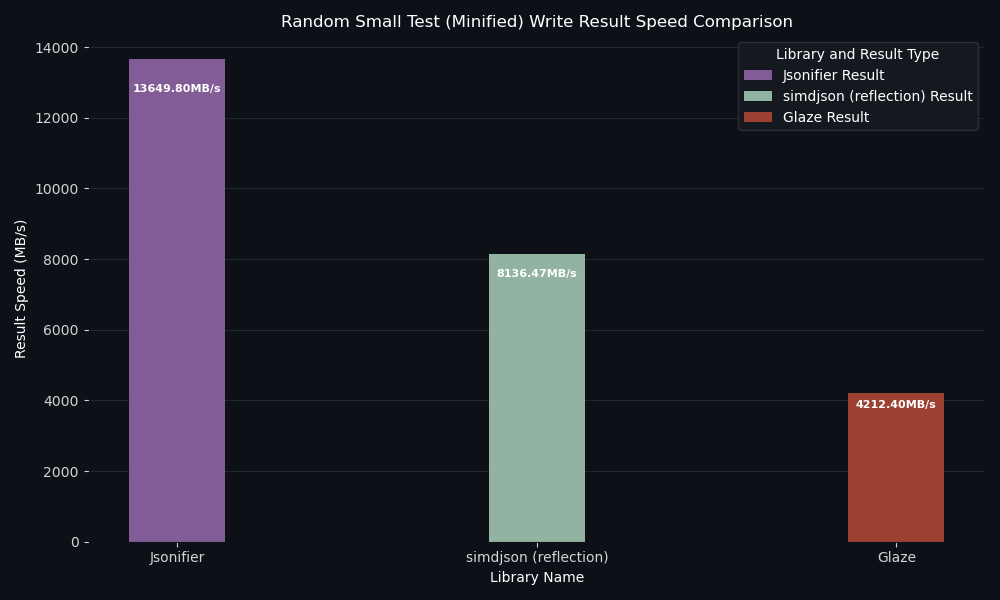 Random Small Test (Minified) Write Result Speed Comparison
Library and Result Type
Jsonifier Result
simdjson (reflection) Result
Glaze Result
Result Speed (MB/s)
14000
12000
10000
8000
6000
4000
2000
0
13649.80MB/s
8136.47MB/s
4212.40MB/s
Jsonifier
simdjson (reflection)
Glaze
Library Name